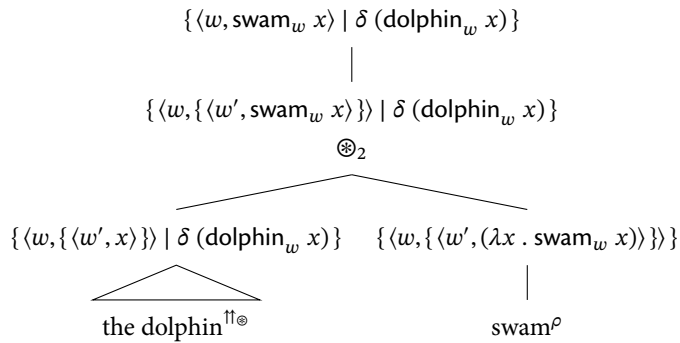 {⟨w, swam_w x⟩ | δ (dolphin_w x)}
{⟨w, {⟨w′, swam_w x⟩}⟩ | δ (dolphin_w x)}
⊛₂
{⟨w, {⟨w′, x⟩}⟩ | δ (dolphin_w x)} {⟨w, {⟨w′, (λx . swam_w x)⟩}⟩}
the dolphin^⇈⊛ swam^ρ